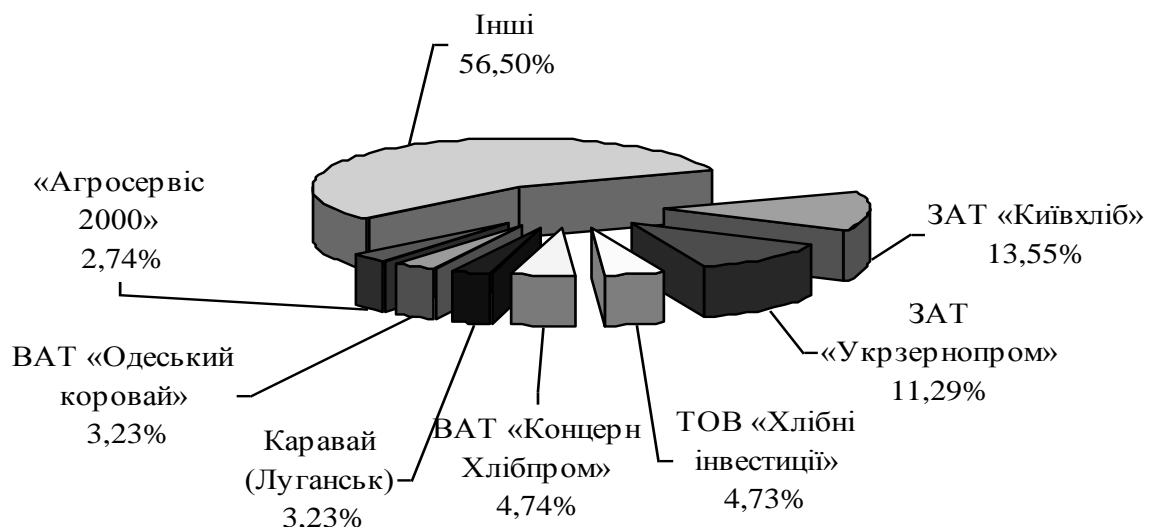 Інші
56,50%
«Агросервіс
2000»
2,74%
ЗАТ «Київхліб»
13,55%
ЗАТ
«Укрзернопром»
11,29%
ВАТ «Одеський
коровай»
3,23%
Каравай
(Луганськ)
3,23%
ВАТ «Концерн
Хлібпром»
4,74%
ТОВ «Хлібні
інвестиції»
4,73%